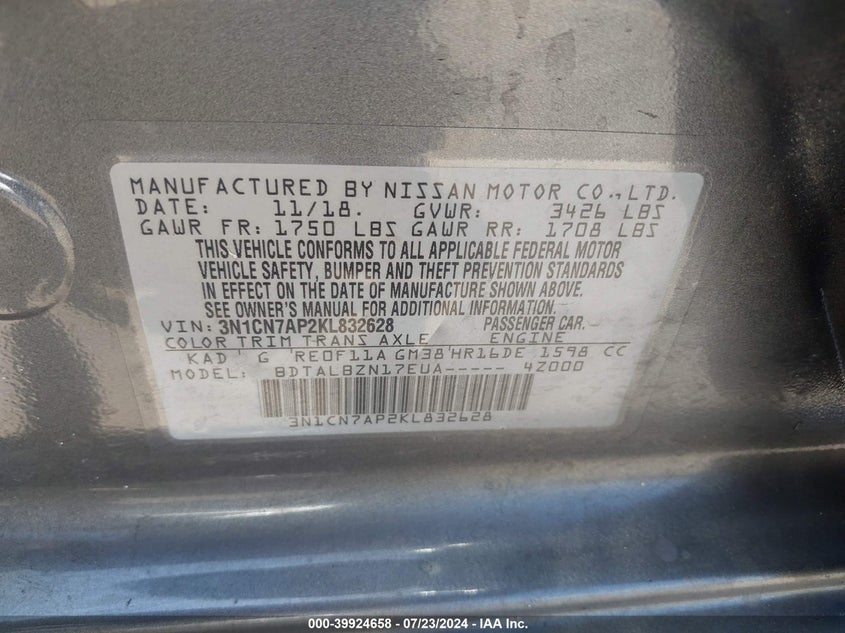 MANUFACTURED BY NISSAN MOTOR CO.,LTD.
DATE: 11/18. GVWR: 3426 LBS
GAWR FR: 1750 LBS GAWR RR: 1708 LBS
THIS VEHICLE CONFORMS TO ALL APPLICABLE FEDERAL MOTOR
VEHICLE SAFETY, BUMPER AND THEFT PREVENTION STANDARDS
IN EFFECT ON THE DATE OF MANUFACTURE SHOWN ABOVE.
SEE OWNER'S MANUAL FOR ADDITIONAL INFORMATION.
VIN: 3N1CN7AP2KL832628 PASSENGER CAR
COLOR TRIM TRANS AXLE ENGINE
KAD G RE0F11A GM38 HR16DE 1598 CC
MODEL: BDTALBZN17EUA----- 4Z000
3N1CN7AP2KL832628
000-39924658 / 07/23/2024 - IAA Inc.